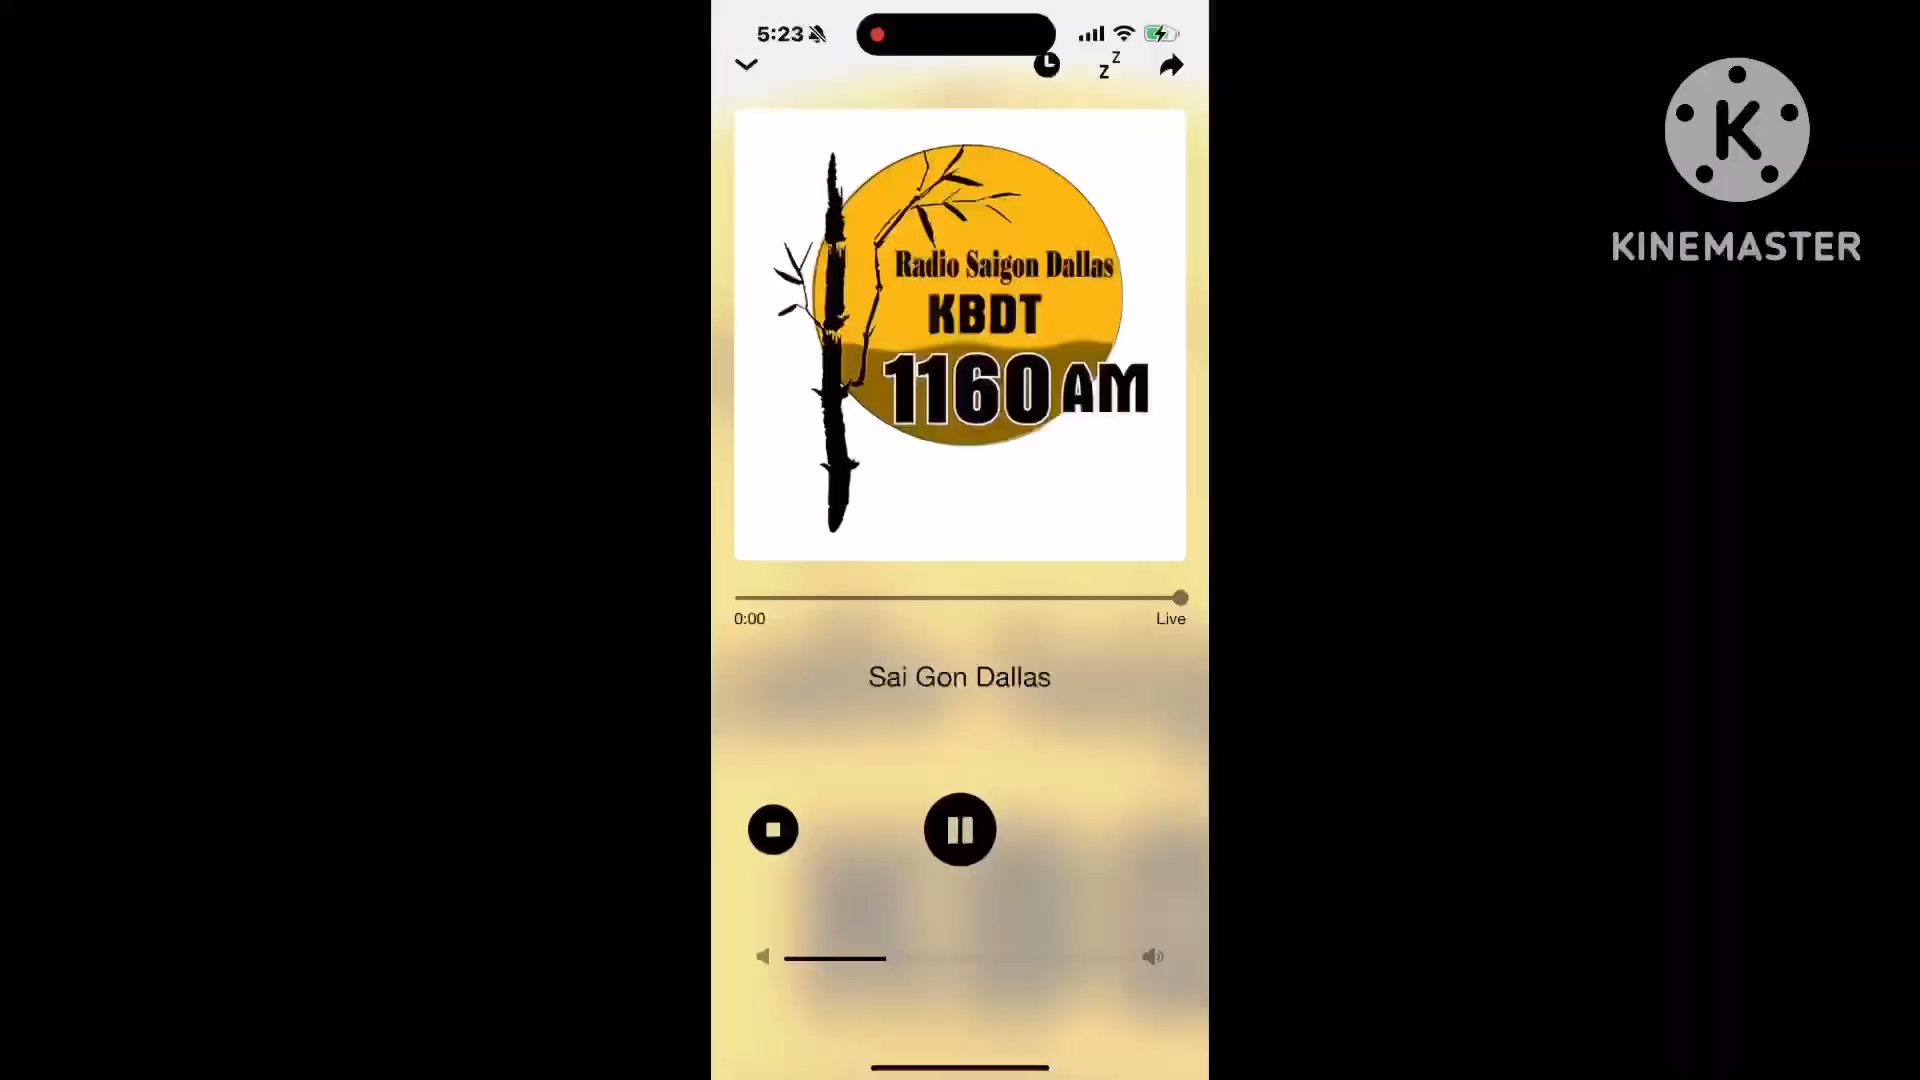 5:23
z z
K
KINEMASTER
Radio Saigon Dallas
KBDT
1160 AM
0:00
Live
Sai Gon Dallas